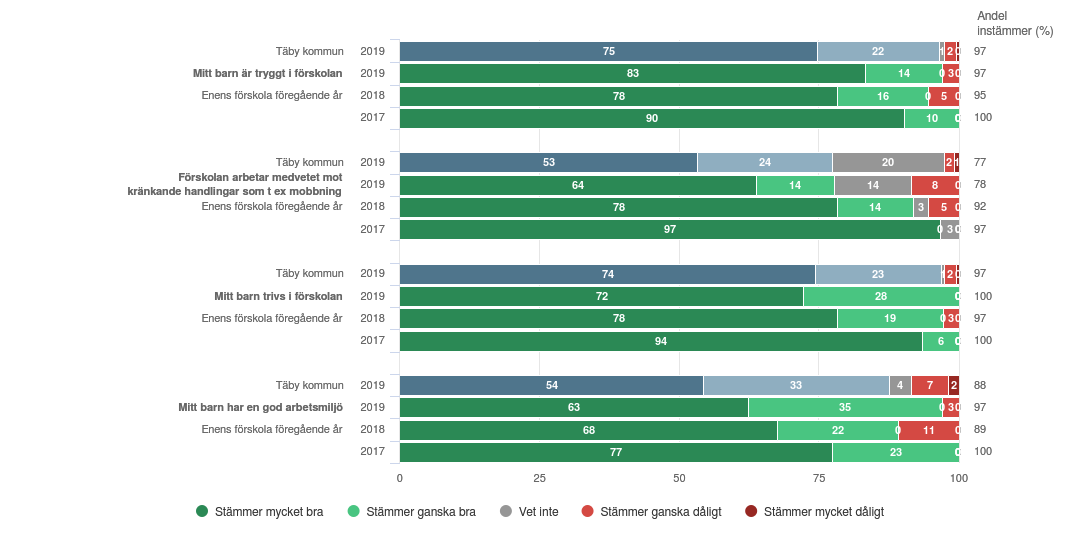 Andel
instämmer (%)
Täby kommun 2019 75 22 1 2 0 97
Mitt barn är tryggt i förskolan 2019 83 14 0 3 0 97
Enens förskola föregående år 2018 78 16 0 5 0 95
2017 90 10 0 100
Täby kommun 2019 53 24 20 2 1 77
Förskolan arbetar medvetet mot
kränkande handlingar som t ex mobbning 2019 64 14 14 8 0 78
Enens förskola föregående år 2018 78 14 3 5 0 92
2017 97 0 3 0 97
Täby kommun 2019 74 23 1 2 0 97
Mitt barn trivs i förskolan 2019 72 28 0 100
Enens förskola föregående år 2018 78 19 0 3 0 97
2017 94 6 0 100
Täby kommun 2019 54 33 4 7 2 88
Mitt barn har en god arbetsmiljö 2019 63 35 0 3 0 97
Enens förskola föregående år 2018 68 22 0 11 0 89
2017 77 23 0 100
0 25 50 75 100
Stämmer mycket bra Stämmer ganska bra Vet inte Stämmer ganska dåligt Stämmer mycket dåligt